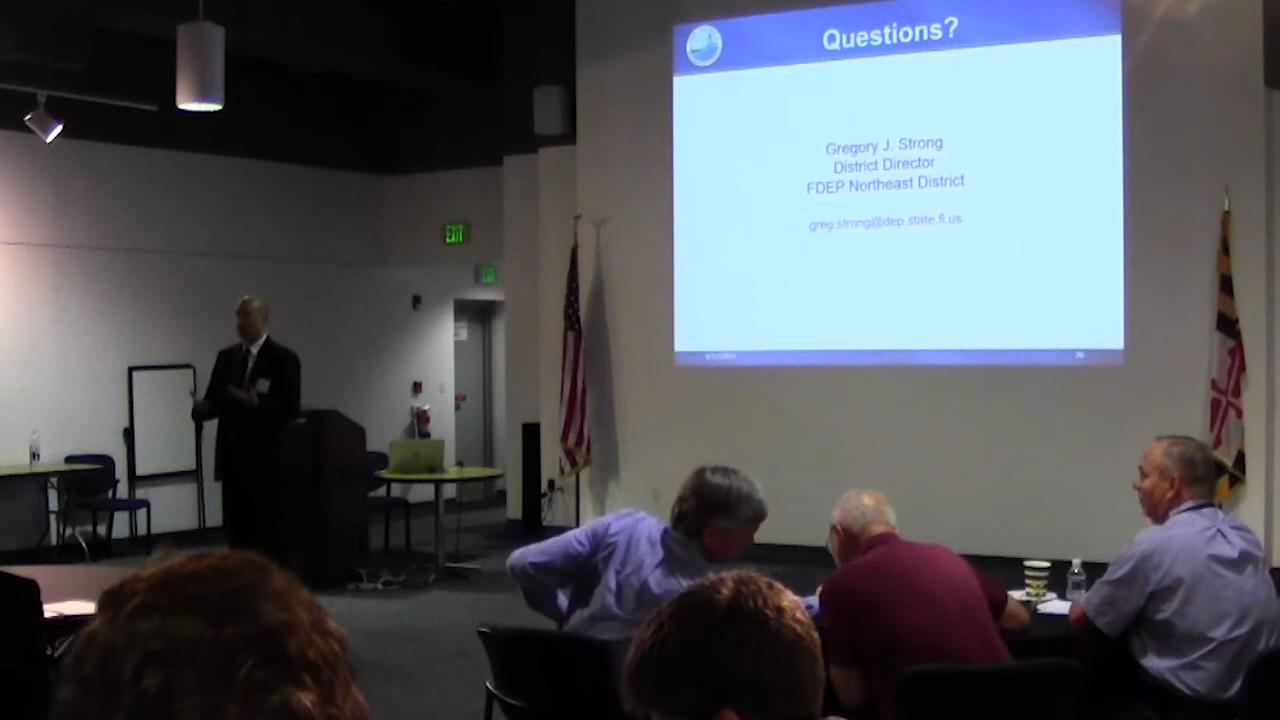 Questions?
Gregory J. Strong
District Director
FDEP Northeast District
greg.strong@dep.state.fl.us
EXIT